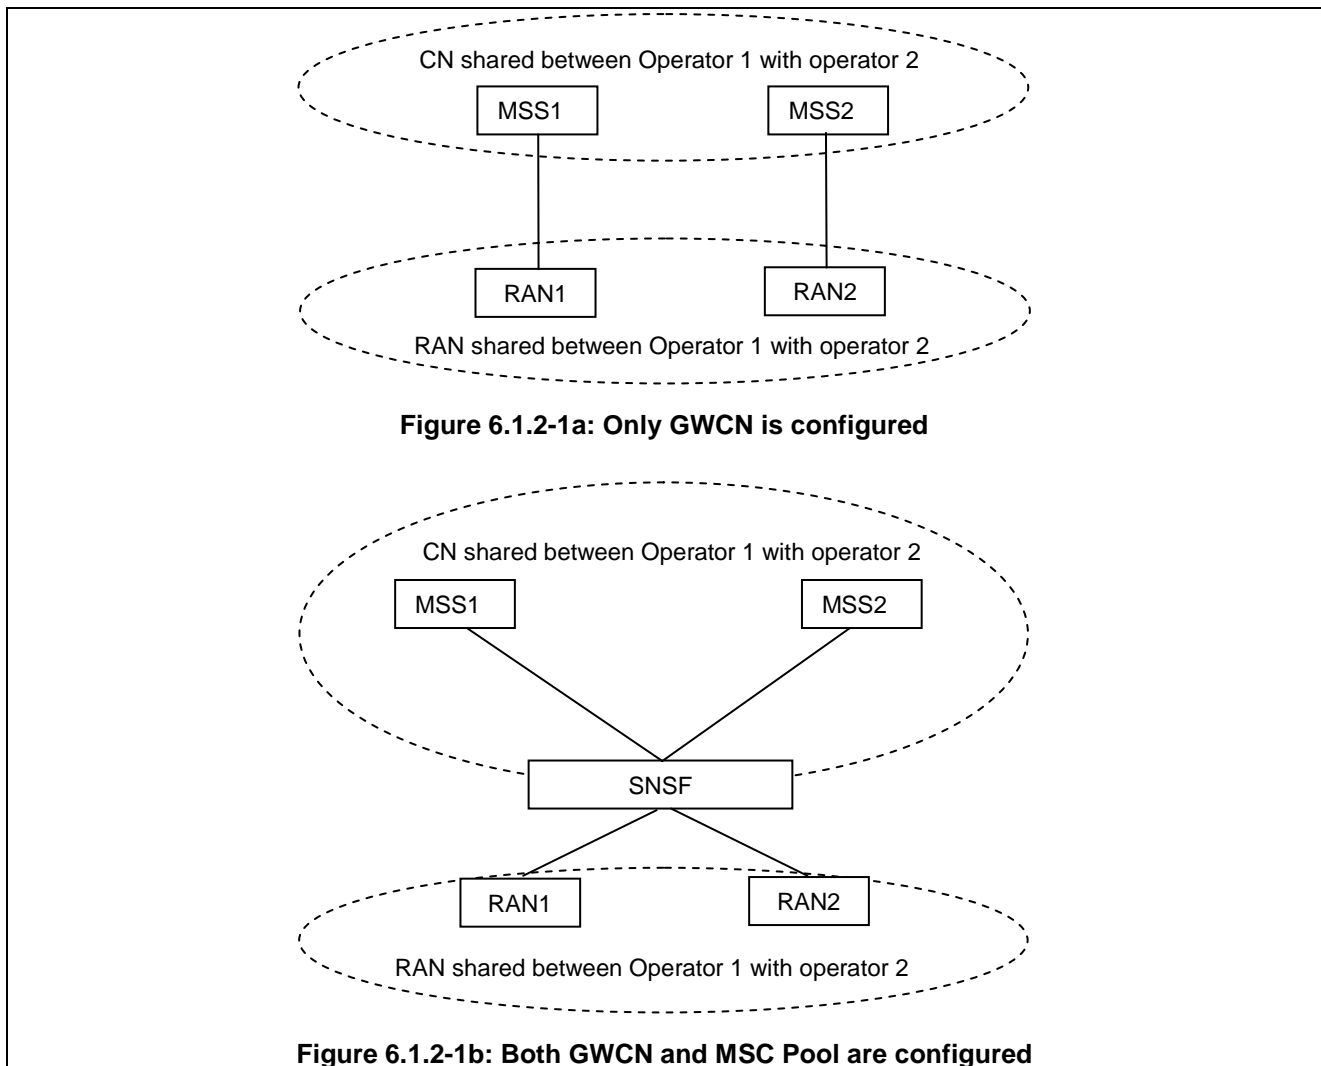 CN shared between Operator 1 with operator 2
MSS1 MSS2
RAN1 RAN2
RAN shared between Operator 1 with operator 2
Figure 6.1.2-1a: Only GWCN is configured
CN shared between Operator 1 with operator 2
MSS1 MSS2
SNSF
RAN1 RAN2
RAN shared between Operator 1 with operator 2
Figure 6.1.2-1b: Both GWCN and MSC Pool are configured